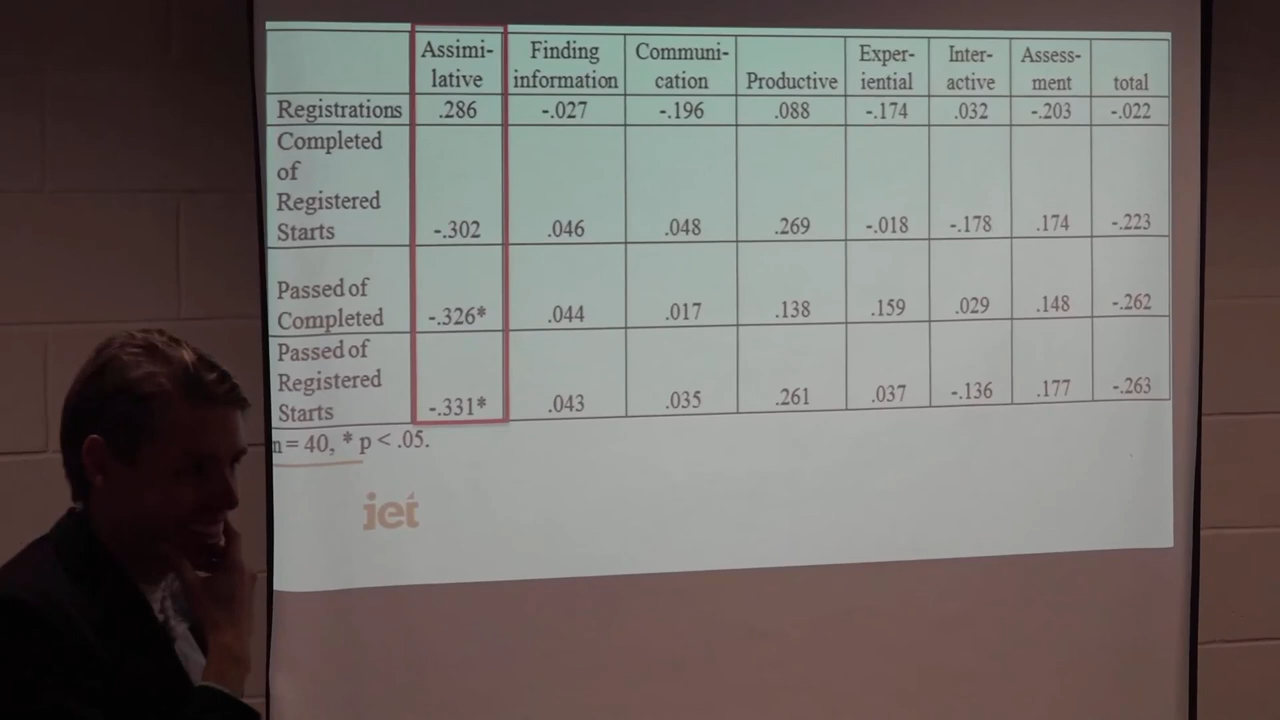 Assimi-
lative
Finding
information
Communi-
cation
Productive
Exper-
iential
Inter-
active
Assess-
ment
total
Registrations .286 -.027 -.196 .088 -.174 .032 -.203 -.022
Completed
of
Registered
Starts -.302 .046 .048 .269 -.018 -.178 .174 -.223
Passed of
Completed -.326* .044 .017 .138 .159 .029 .148 -.262
Passed of
Registered
Starts -.331* .043 .035 .261 .037 -.136 .177 -.263
n = 40, * p < .05.
iet